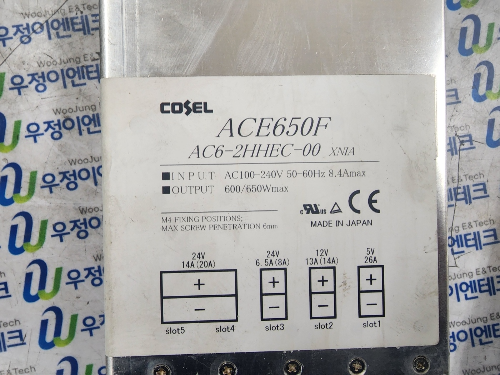 COSEL
ACE650F
AC6-2HHEC-00 XNIA
■INPUT AC100-240V 50-60Hz 8.4Amax
■OUTPUT 600/650Wmax
M4 FIXING POSITIONS;
MAX SCREW PENETRATION 6mm
c RU us CE
MADE IN JAPAN
24V 24V 12V 5V
14A(20A) 6.5A(8A) 13A(14A) 26A
+ + + +
− − − −
slot5 slot4 slot3 slot2 slot1
WooJung E&Tech
우정이엔테크